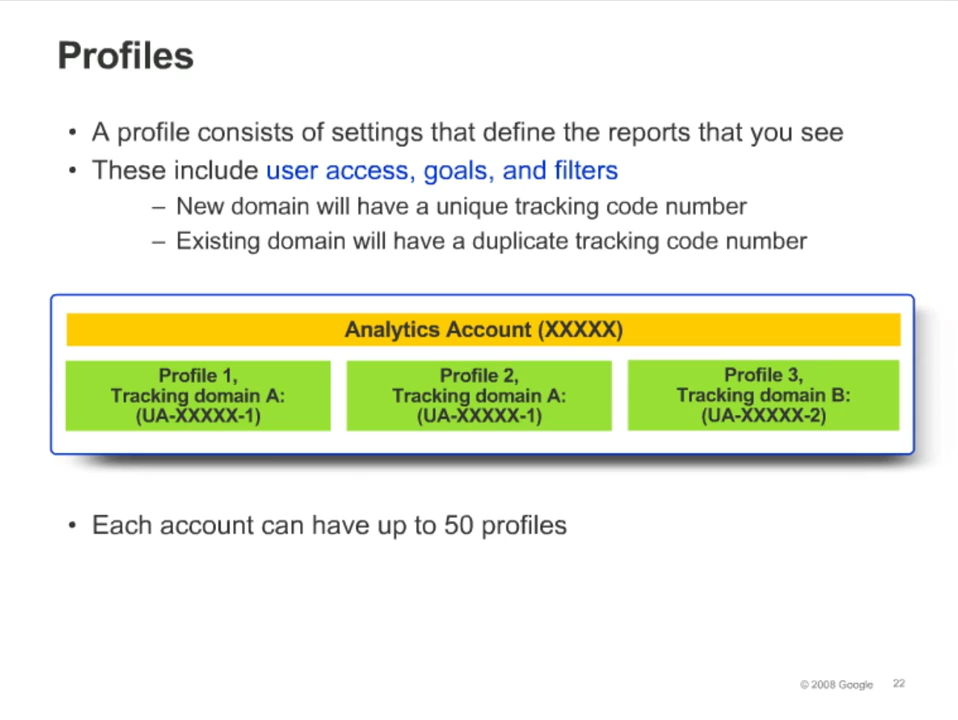 Profiles
• A profile consists of settings that define the reports that you see
• These include user access, goals, and filters
– New domain will have a unique tracking code number
– Existing domain will have a duplicate tracking code number
Analytics Account (XXXXX)
Profile 1,
Tracking domain A:
(UA-XXXXX-1)
Profile 2,
Tracking domain A:
(UA-XXXXX-1)
Profile 3,
Tracking domain B:
(UA-XXXXX-2)
• Each account can have up to 50 profiles
© 2008 Google 22